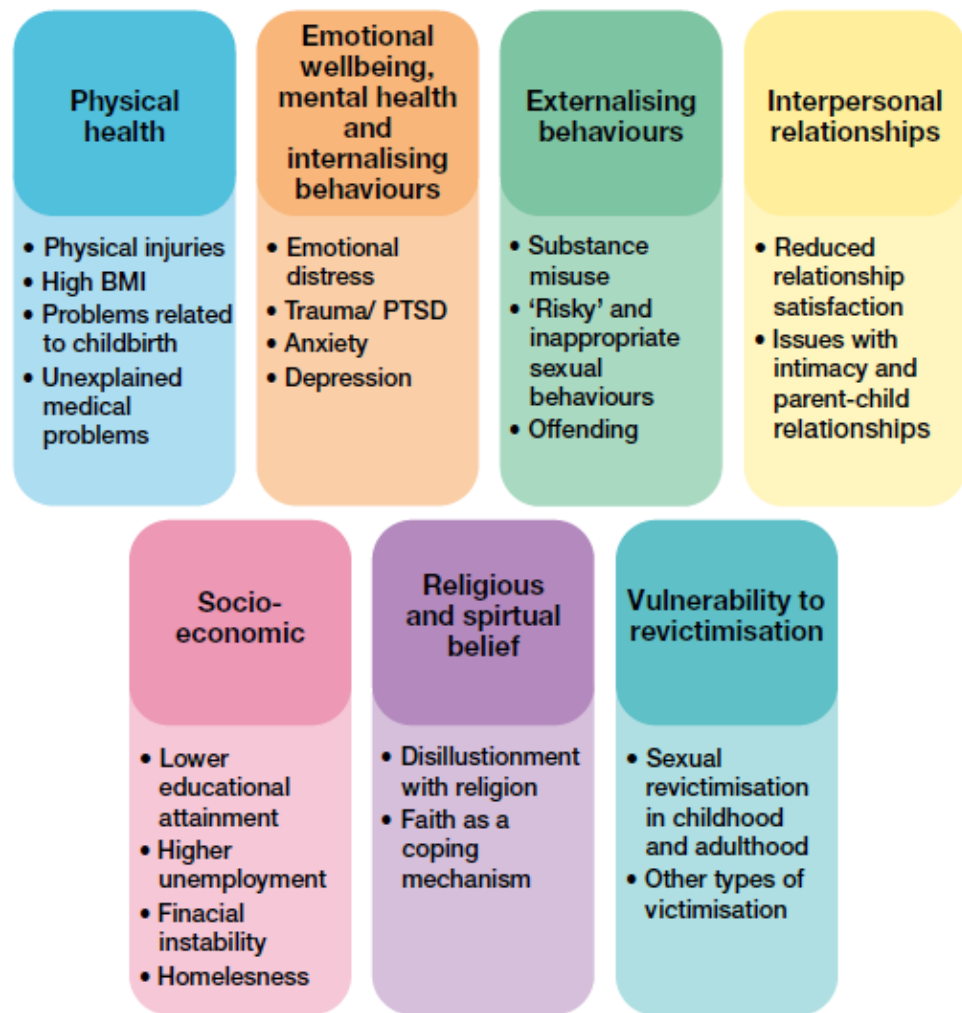 Physical
health
• Physical injuries
• High BMI
• Problems related
to childbirth
• Unexplained
medical
problems
Emotional
wellbeing,
mental health
and
internalising
behaviours
• Emotional
distress
• Trauma/ PTSD
• Anxiety
• Depression
Externalising
behaviours
• Substance
misuse
• ‘Risky’ and
inappropriate
sexual
behaviours
• Offending
Interpersonal
relationships
• Reduced
relationship
satisfaction
• Issues with
intimacy and
parent-child
relationships
Socio-
economic
• Lower
educational
attainment
• Higher
unemployment
• Finacial
instability
• Homelesness
Religious
and spirtual
belief
• Disillustionment
with religion
• Faith as a
coping
mechanism
Vulnerability to
revictimisation
• Sexual
revictimisation
in childhood
and adulthood
• Other types of
victimisation